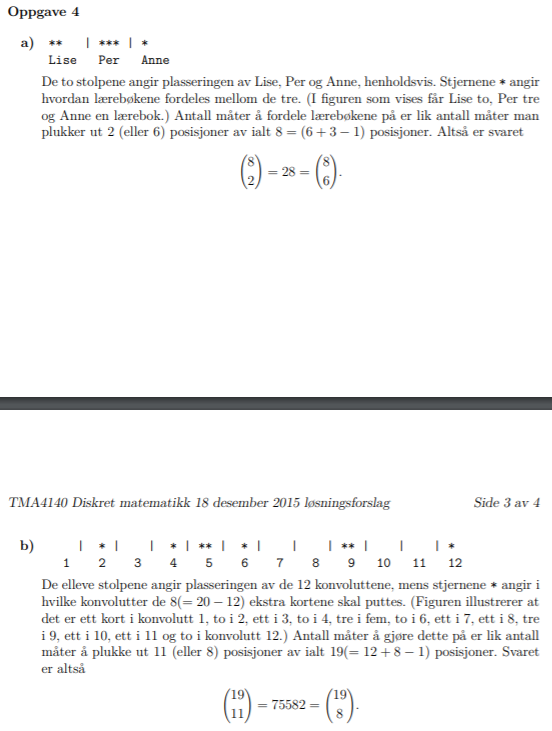 Oppgave 4
a) ** | *** | *
Lise Per Anne
De to stolpene angir plasseringen av Lise, Per og Anne, henholdsvis. Stjernene * angir
hvordan lærebøkene fordeles mellom de tre. (I figuren som vises får Lise to, Per tre
og Anne en lærebok.) Antall måter å fordele lærebøkene på er lik antall måter man
plukker ut 2 (eller 6) posisjoner av ialt 8 = (6 + 3 − 1) posisjoner. Altså er svaret
(8 2) = 28 = (8 6).
TMA4140 Diskret matematikk 18 desember 2015 løsningsforslag Side 3 av 4
b) | * | | * | ** | * | | | ** | | | *
1 2 3 4 5 6 7 8 9 10 11 12
De elleve stolpene angir plasseringen av de 12 konvoluttene, mens stjernene * angir i
hvilke konvolutter de 8(= 20 − 12) ekstra kortene skal puttes. (Figuren illustrerer at
det er ett kort i konvolutt 1, to i 2, ett i 3, to i 4, tre i fem, to i 6, ett i 7, ett i 8, tre
i 9, ett i 10, ett i 11 og to i konvolutt 12.) Antall måter å gjøre dette på er lik antall
måter å plukke ut 11 (eller 8) posisjoner av ialt 19(= 12 + 8 − 1) posisjoner. Svaret
er altså
(19 11) = 75582 = (19 8).